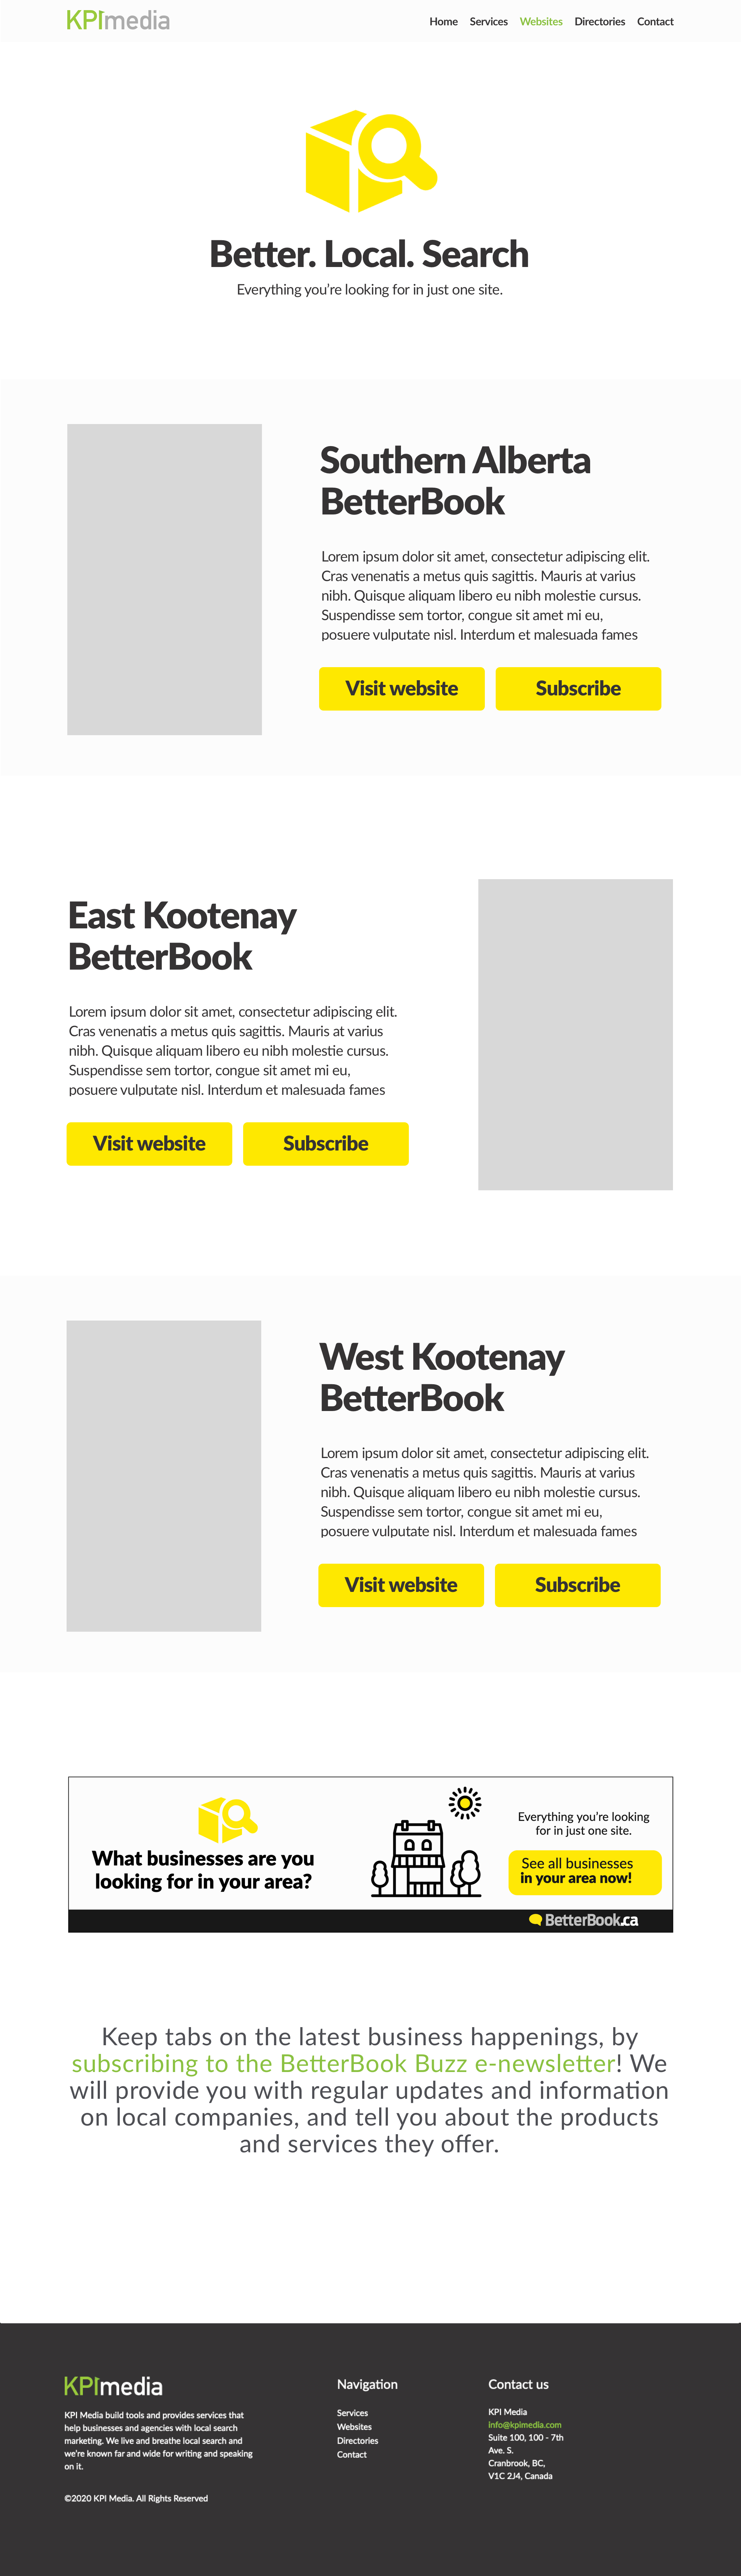 KPImedia
Home Services Websites Directories Contact
Better. Local. Search
Everything you're looking for in just one site.
Southern Alberta
BetterBook
Lorem ipsum dolor sit amet, consectetur adipiscing elit.
Cras venenatis a metus quis sagittis. Mauris at varius
nibh. Quisque aliquam libero eu nibh molestie cursus.
Suspendisse sem tortor, congue sit amet mi eu,
posuere vulputate nisl. Interdum et malesuada fames
Visit website
Subscribe
East Kootenay
BetterBook
Lorem ipsum dolor sit amet, consectetur adipiscing elit.
Cras venenatis a metus quis sagittis. Mauris at varius
nibh. Quisque aliquam libero eu nibh molestie cursus.
Suspendisse sem tortor, congue sit amet mi eu,
posuere vulputate nisl. Interdum et malesuada fames
Visit website
Subscribe
West Kootenay
BetterBook
Lorem ipsum dolor sit amet, consectetur adipiscing elit.
Cras venenatis a metus quis sagittis. Mauris at varius
nibh. Quisque aliquam libero eu nibh molestie cursus.
Suspendisse sem tortor, congue sit amet mi eu,
posuere vulputate nisl. Interdum et malesuada fames
Visit website
Subscribe
What businesses are you
looking for in your area?
Everything you're looking
for in just one site.
See all businesses
in your area now!
BetterBook.ca
Keep tabs on the latest business happenings, by
subscribing to the BetterBook Buzz e-newsletter! We
will provide you with regular updates and information
on local companies, and tell you about the products
and services they offer.
KPImedia
KPI Media build tools and provides services that
help businesses and agencies with local search
marketing. We live and breathe local search and
we're known far and wide for writing and speaking
on it.
©2020 KPI Media. All Rights Reserved
Navigation
Services
Websites
Directories
Contact
Contact us
KPI Media
info@kpimedia.com
Suite 100, 100 - 7th
Ave. S.
Cranbrook, BC,
V1C 2J4, Canada